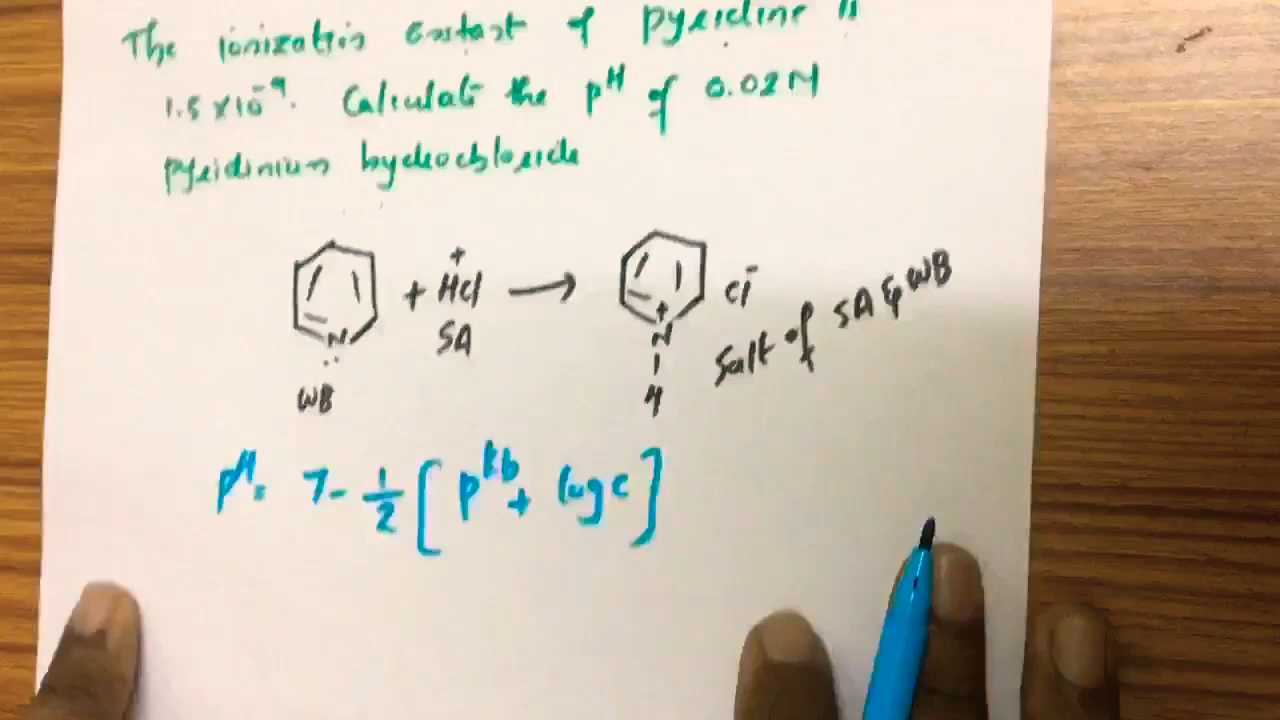 The ionization constant of pyridine is
1.5 x 10⁻⁹. Calculate the pH of 0.02M
pyridinium hydrochloride
+ HCl → Cl⁻
+
N
SA
N
+
H
WB
Salt of SA & WB
pH = 7 - 1/2 [ pkb + log c ]